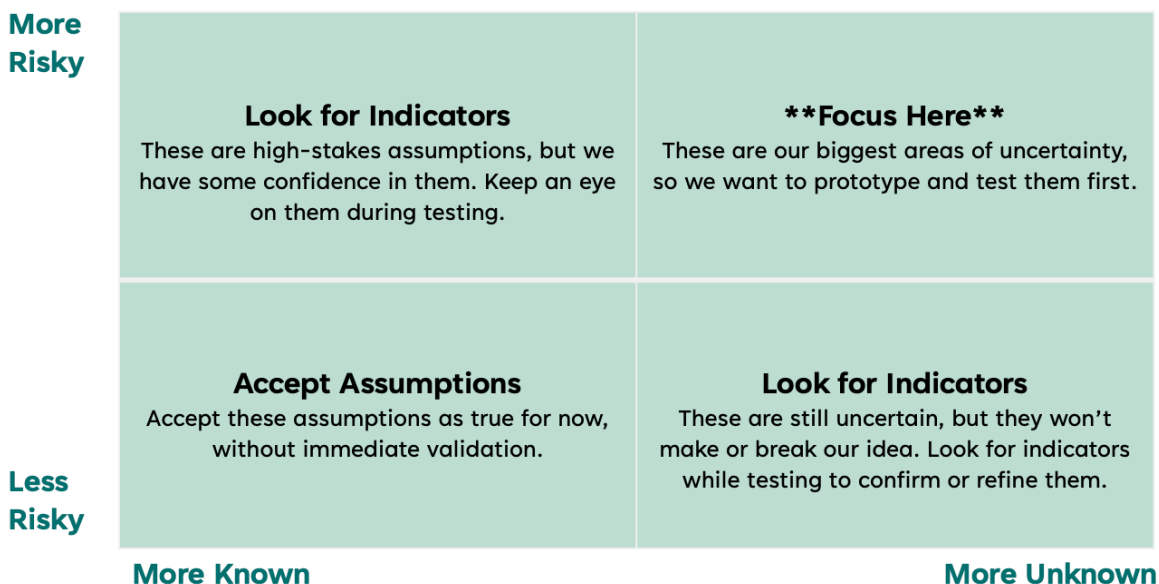 More
Risky
Look for Indicators
These are high-stakes assumptions, but we
have some confidence in them. Keep an eye
on them during testing.
**Focus Here**
These are our biggest areas of uncertainty,
so we want to prototype and test them first.
Accept Assumptions
Accept these assumptions as true for now,
without immediate validation.
Look for Indicators
These are still uncertain, but they won’t
make or break our idea. Look for indicators
while testing to confirm or refine them.
Less
Risky
More Known
More Unknown